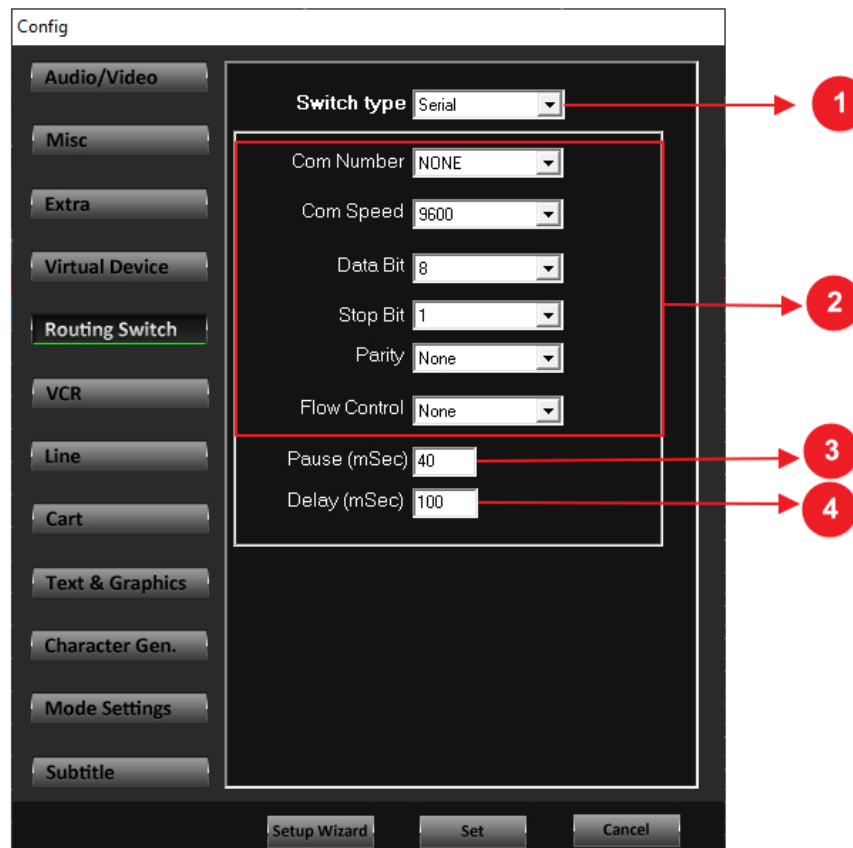 Config
Audio/Video
Misc
Extra
Virtual Device
Routing Switch
VCR
Line
Cart
Text & Graphics
Character Gen.
Mode Settings
Subtitle
Switch type Serial
1
Com Number NONE
Com Speed 9600
Data Bit 8
Stop Bit 1
Parity None
Flow Control None
2
Pause (mSec) 40
3
Delay (mSec) 100
4
Setup Wizard
Set
Cancel